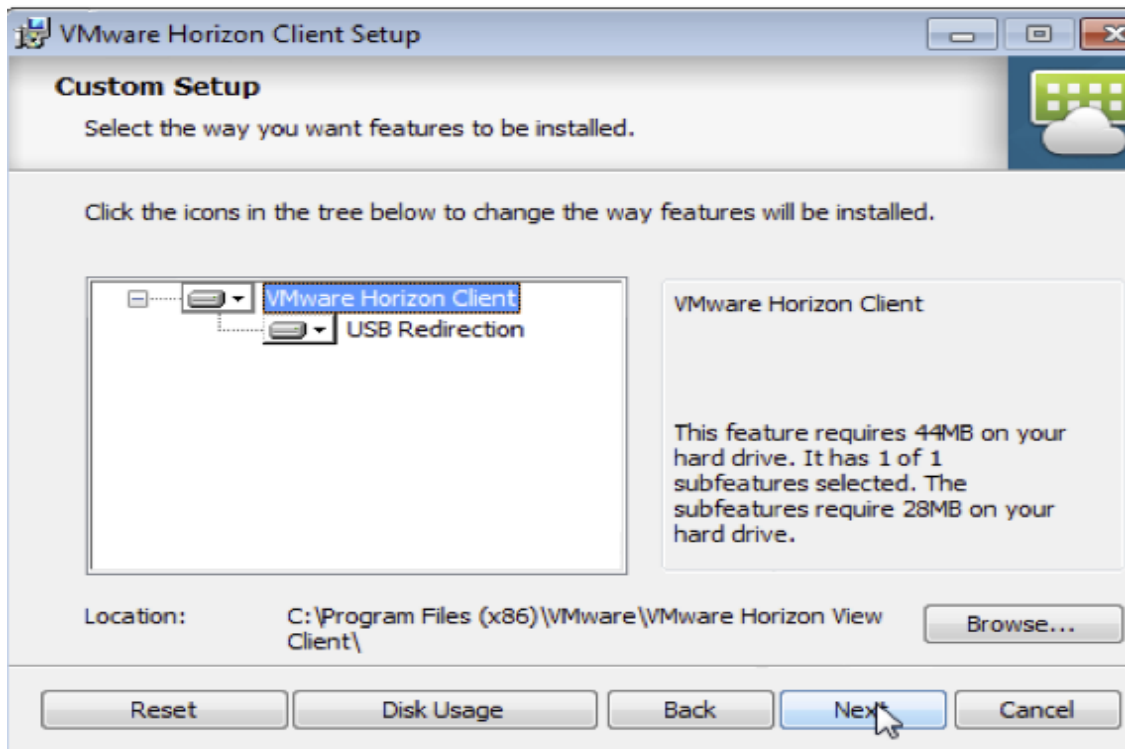 VMware Horizon Client Setup
Custom Setup
Select the way you want features to be installed.
Click the icons in the tree below to change the way features will be installed.
VMware Horizon Client
USB Redirection
VMware Horizon Client
This feature requires 44MB on your
hard drive. It has 1 of 1
subfeatures selected. The
subfeatures require 28MB on your
hard drive.
Location:
C:\Program Files (x86)\VMware\VMware Horizon View
Client\
Browse...
Reset
Disk Usage
Back
Next
Cancel